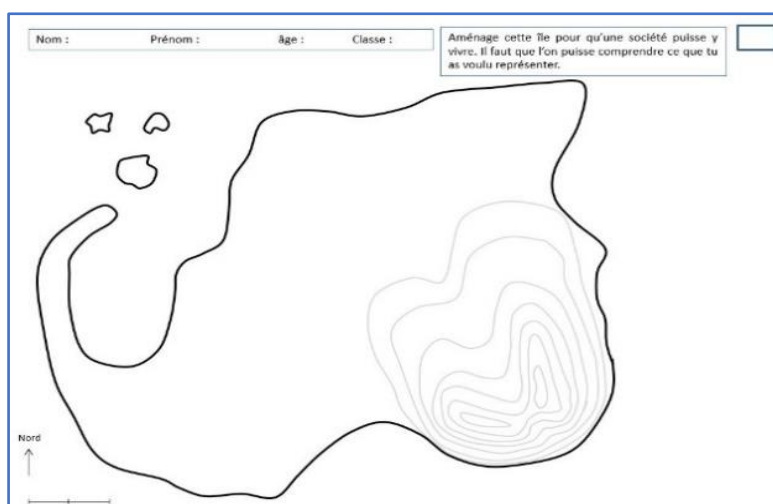 Nom : Prénom : âge : Classe :
Aménage cette île pour qu'une société puisse y
vivre. Il faut que l'on puisse comprendre ce que tu
as voulu représenter.
Nord